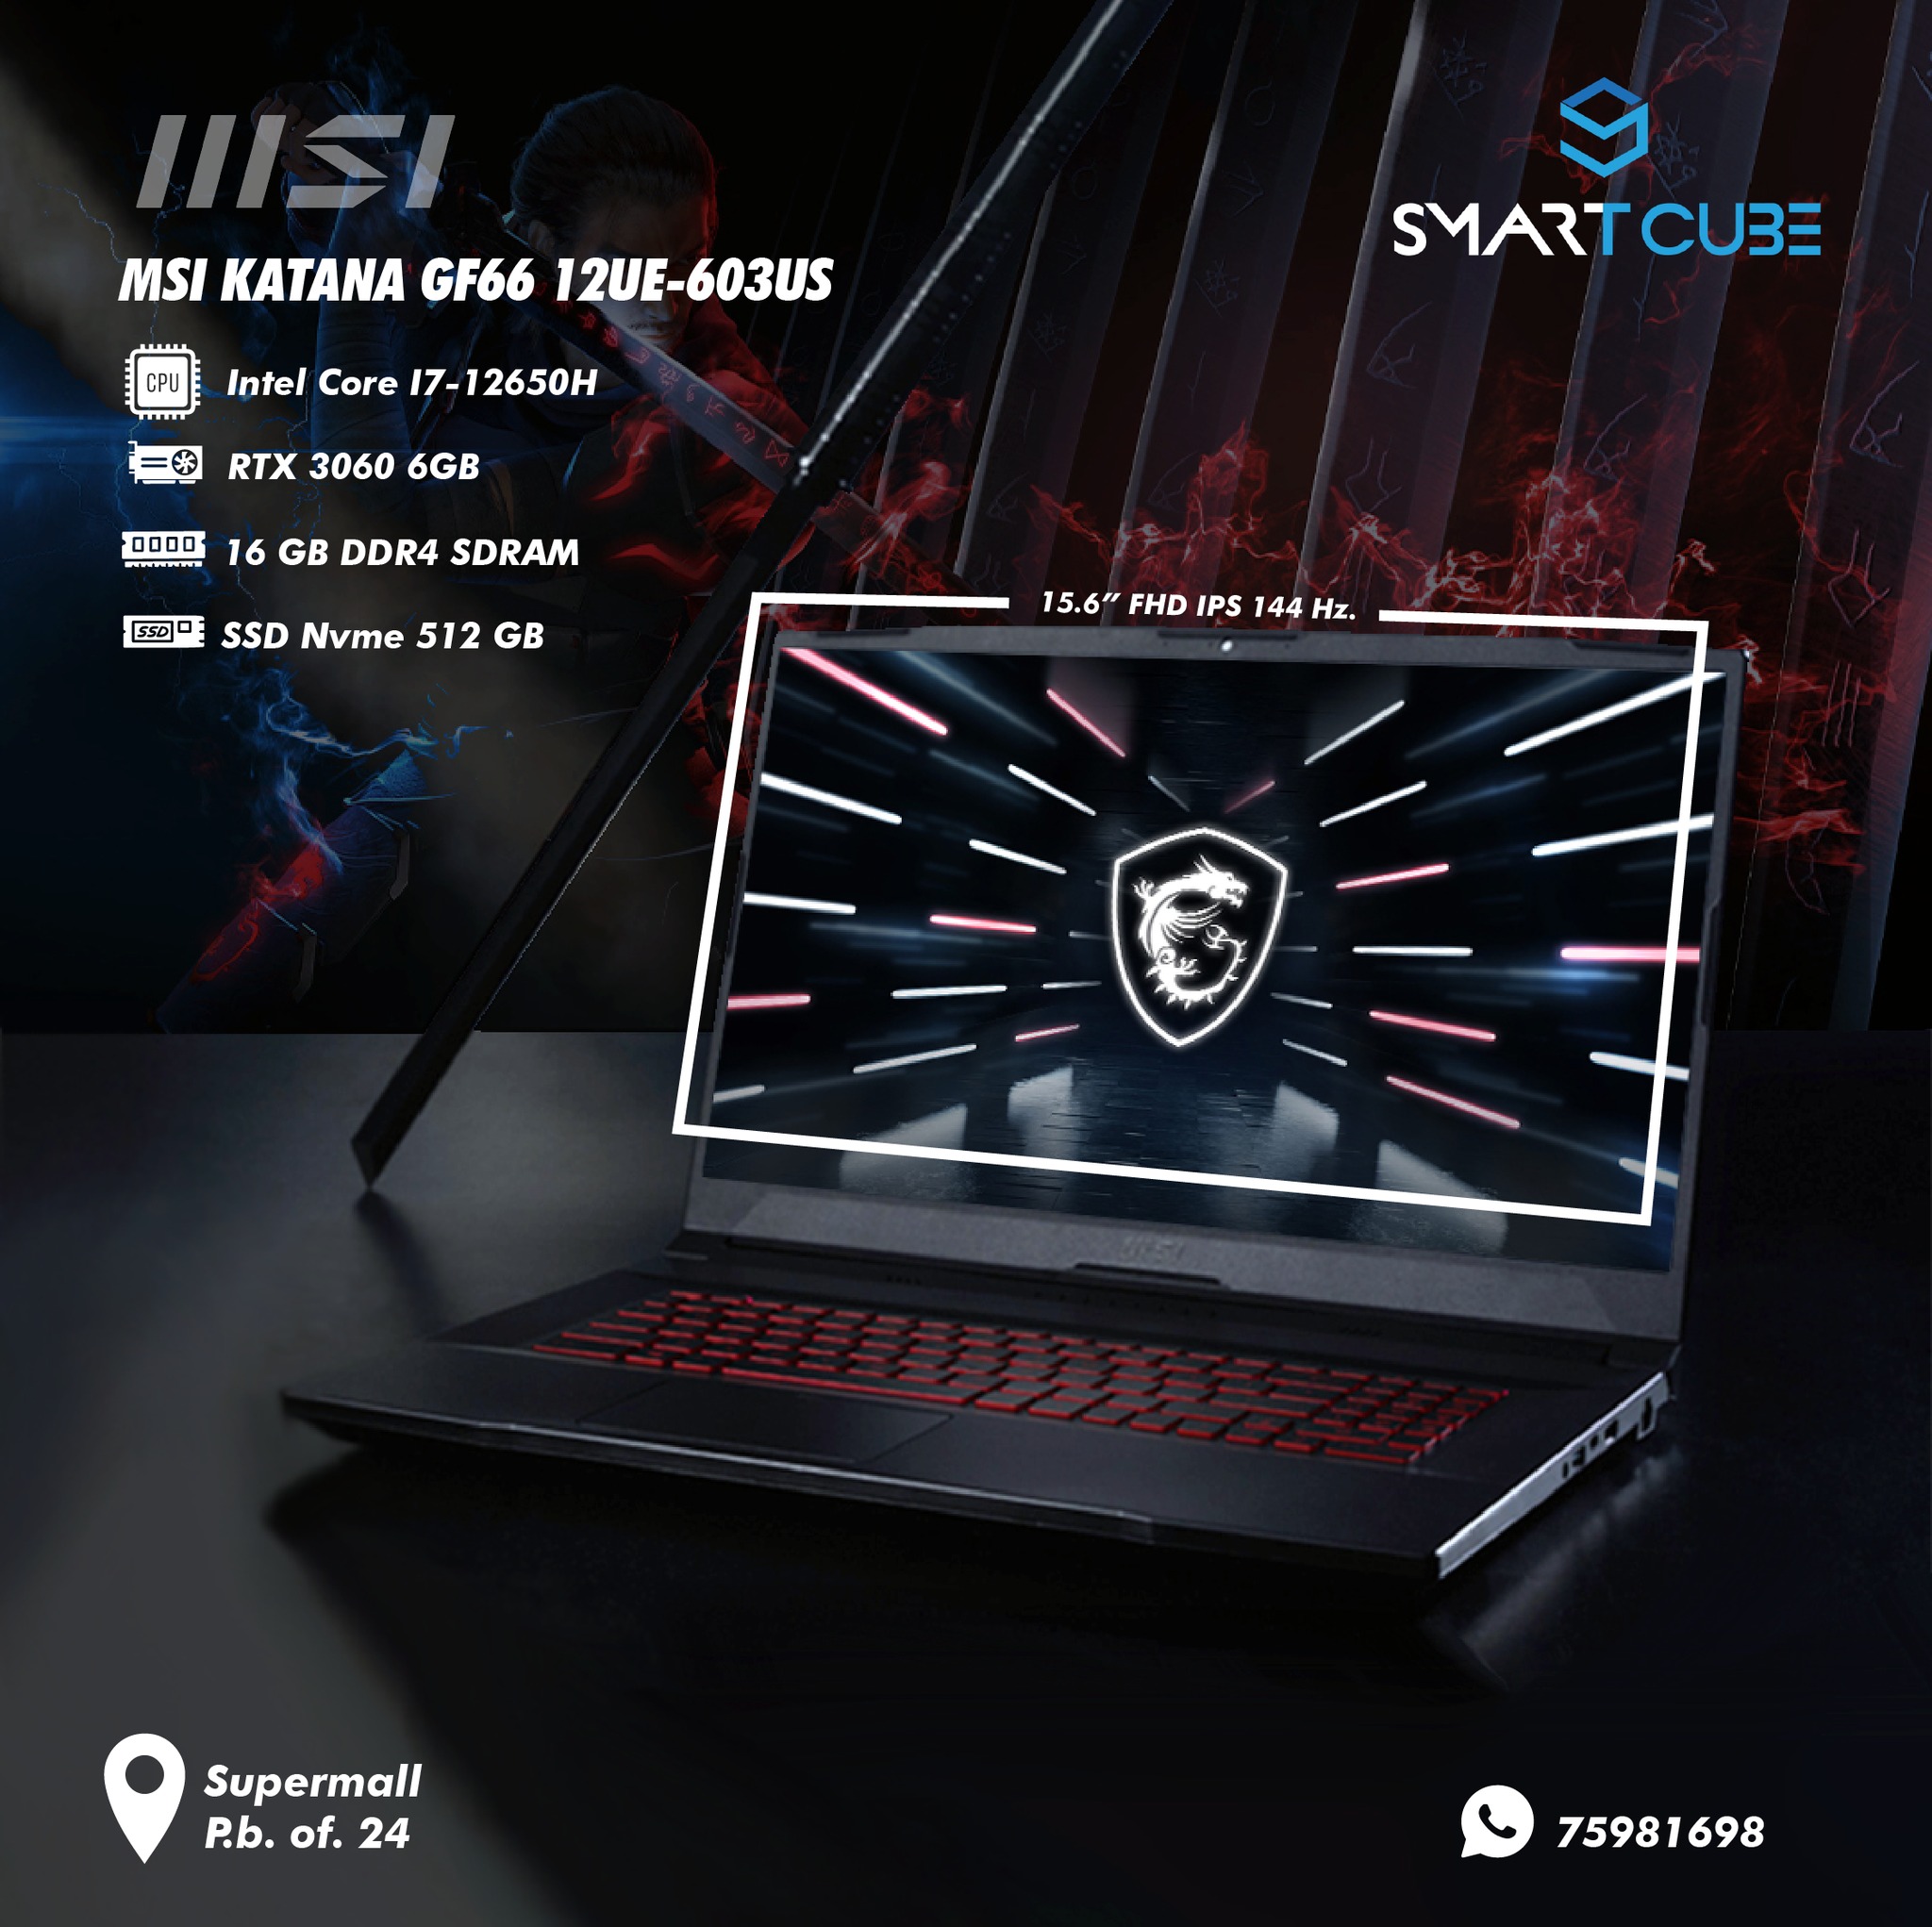 MSI
SMART CUBE
MSI KATANA GF66 12UE-603US
CPU
Intel Core I7-12650H
RTX 3060 6GB
16 GB DDR4 SDRAM
SSD
SSD Nvme 512 GB
15.6” FHD IPS 144 Hz.
MSI
Supermall
P.b. of. 24
75981698